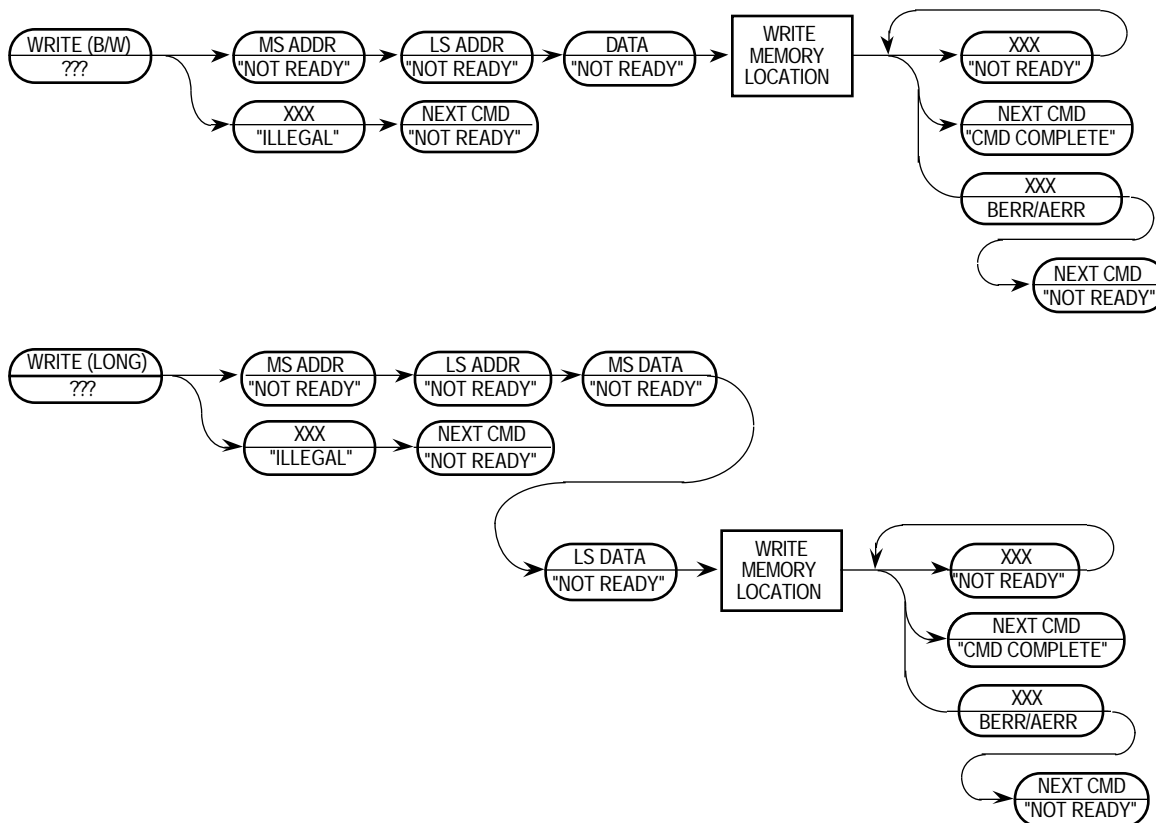 WRITE (B/W)
???
MS ADDR
"NOT READY"
LS ADDR
"NOT READY"
DATA
"NOT READY"
WRITE
MEMORY
LOCATION
XXX
"NOT READY"
XXX
"ILLEGAL"
NEXT CMD
"NOT READY"
NEXT CMD
"CMD COMPLETE"
XXX
BERR/AERR
NEXT CMD
"NOT READY"
WRITE (LONG)
???
MS ADDR
"NOT READY"
LS ADDR
"NOT READY"
MS DATA
"NOT READY"
XXX
"ILLEGAL"
NEXT CMD
"NOT READY"
LS DATA
"NOT READY"
WRITE
MEMORY
LOCATION
XXX
"NOT READY"
NEXT CMD
"CMD COMPLETE"
XXX
BERR/AERR
NEXT CMD
"NOT READY"